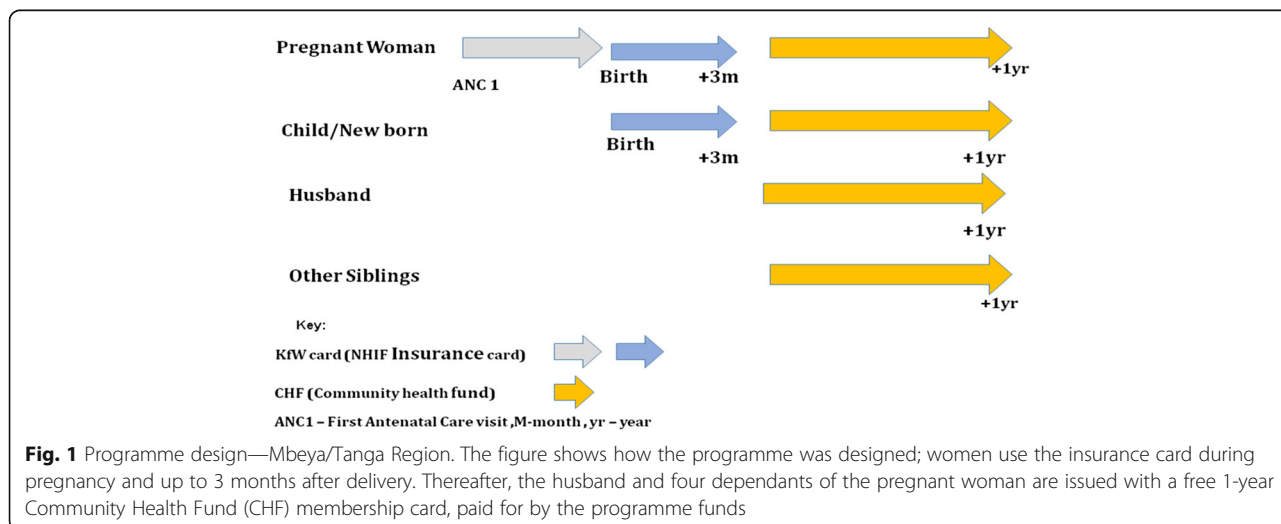 Pregnant Woman
ANC 1
Birth
+3m
+1yr
Child/New born
Birth
+3m
+1yr
Husband
+1yr
Other Siblings
+1yr
Key:
KfW card (NHIF Insurance card)
CHF (Community health fund)
ANC1 – First Antenatal Care visit ,M-month , yr – year
Fig. 1 Programme design—Mbeya/Tanga Region. The figure shows how the programme was designed; women use the insurance card during
pregnancy and up to 3 months after delivery. Thereafter, the husband and four dependants of the pregnant woman are issued with a free 1-year
Community Health Fund (CHF) membership card, paid for by the programme funds